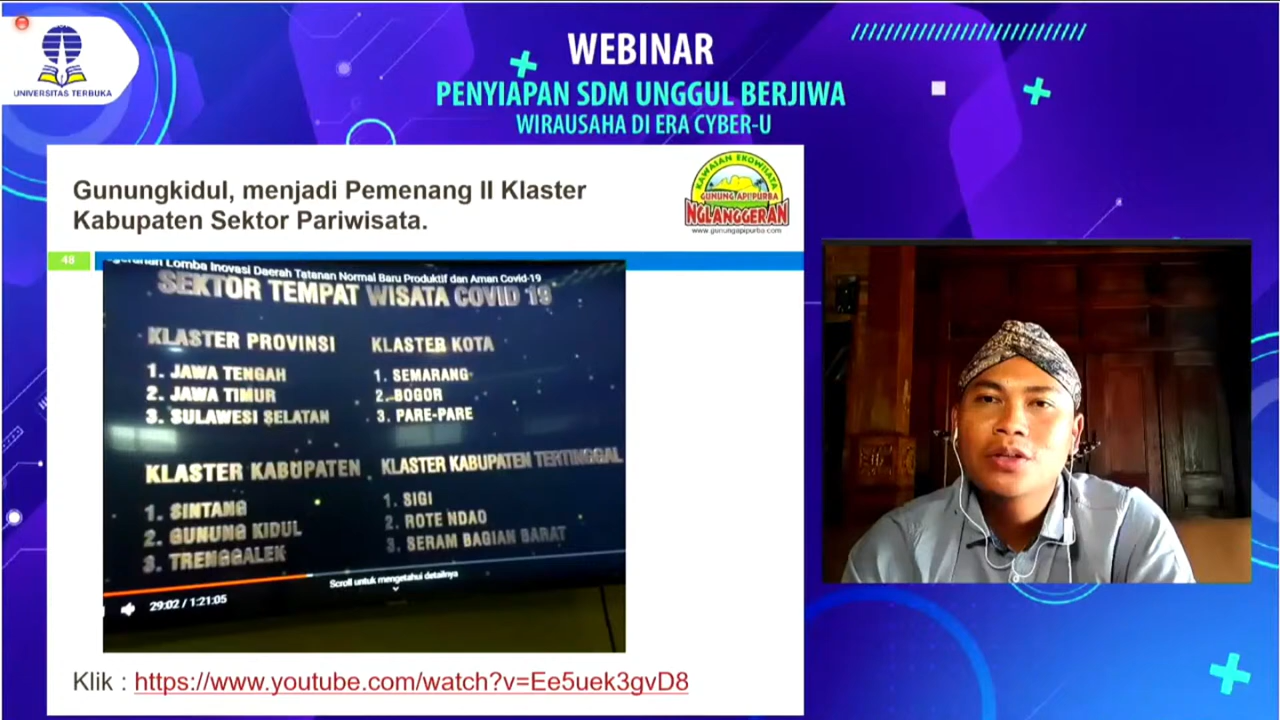 UNIVERSITAS TERBUKA
WEBINAR
PENYIAPAN SDM UNGGUL BERJIWA
WIRAUSAHA DI ERA CYBER-U
Gunungkidul, menjadi Pemenang II Klaster
Kabupaten Sektor Pariwisata.
KAWASAN EKOWISATA
GUNUNG API PURBA
NGLANGGERAN
www.gunungapipurba.com
48
Lomba Inovasi Daerah Tatanan Normal Baru Produktif dan Aman Covid-19
SEKTOR TEMPAT WISATA COVID 19
KLASTER PROVINSI
1. JAWA TENGAH
2. JAWA TIMUR
3. SULAWESI SELATAN
KLASTER KOTA
1. SEMARANG
2. BOGOR
3. PARE-PARE
KLASTER KABUPATEN
1. SINTANG
2. GUNUNG KIDUL
3. TRENGGALEK
KLASTER KABUPATEN TERTINGGAL
1. SIGI
2. ROTE NDAO
3. SERAM BAGIAN BARAT
Scroll untuk mengetahui detailnya
29:02 / 1:21:05
Klik : https://www.youtube.com/watch?v=Ee5uek3gvD8